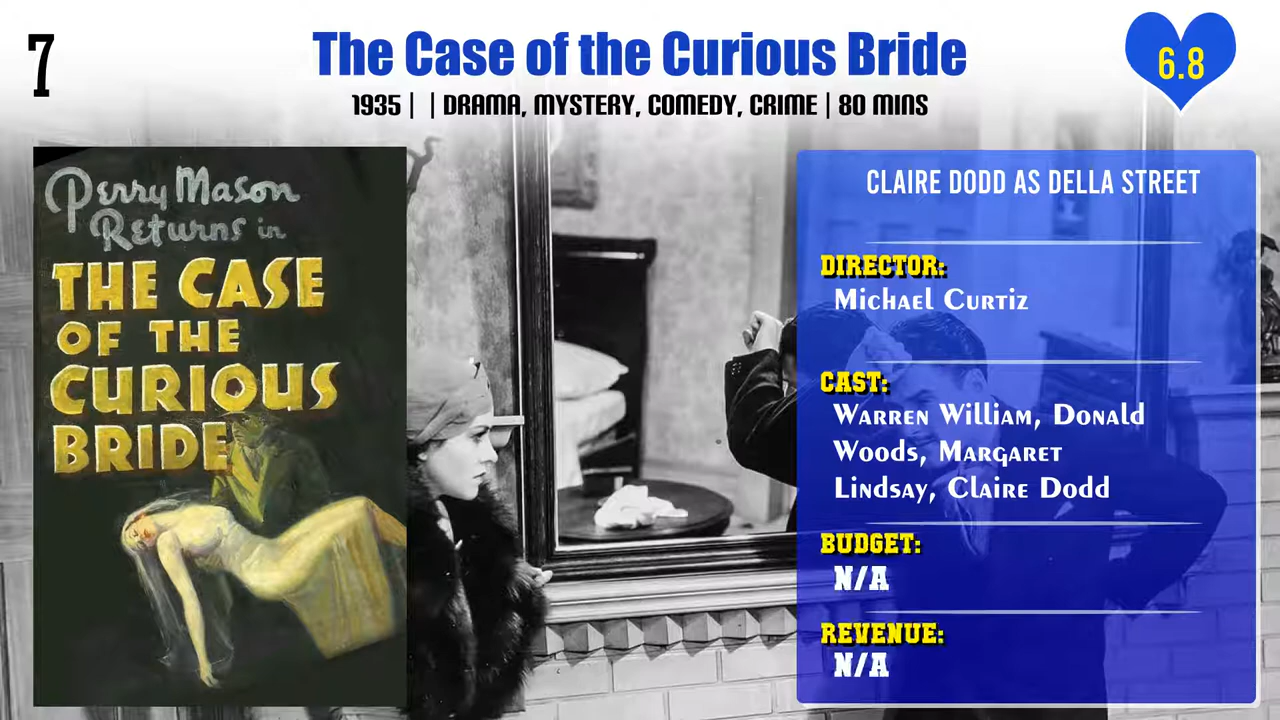 7
The Case of the Curious Bride
6.8
1935 | | DRAMA, MYSTERY, COMEDY, CRIME | 80 MINS
Perry Mason
Returns in
THE CASE
OF THE
CURIOUS
BRIDE
CLAIRE DODD AS DELLA STREET
DIRECTOR:
Michael Curtiz
CAST:
Warren William, Donald
Woods, Margaret
Lindsay, Claire Dodd
BUDGET:
N/A
REVENUE:
N/A